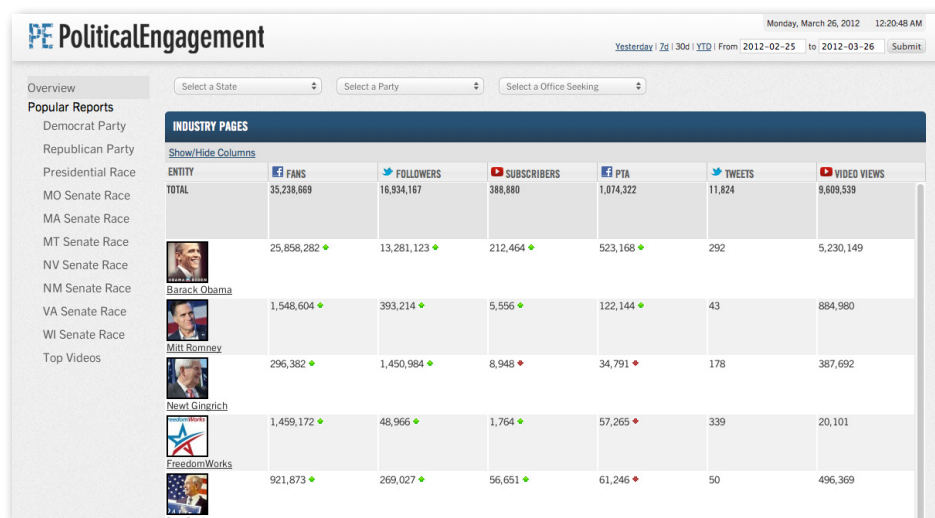 Monday, March 26, 2012 12:20:48 AM
PE PoliticalEngagement
Yesterday | 7d | 30d | YTD | From 2012-02-25 to 2012-03-26 Submit
Overview
Popular Reports
Democrat Party
Republican Party
Presidential Race
MO Senate Race
MA Senate Race
MT Senate Race
NV Senate Race
NM Senate Race
VA Senate Race
WI Senate Race
Top Videos
Select a State Select a Party Select a Office Seeking
INDUSTRY PAGES
Show/Hide Columns
ENTITY FANS FOLLOWERS SUBSCRIBERS PTA TWEETS VIDEO VIEWS
TOTAL 35,238,669 16,934,167 388,880 1,074,322 11,824 9,609,539
25,858,282 13,281,123 212,464 523,168 292 5,230,149
Barack Obama
1,548,604 393,214 5,556 122,144 43 884,980
Mitt Romney
296,382 1,450,984 8,948 34,791 178 387,692
Newt Gingrich
FreedomWorks
1,459,172 48,966 1,764 57,265 339 20,101
FreedomWorks
921,873 269,027 56,651 61,246 50 496,369